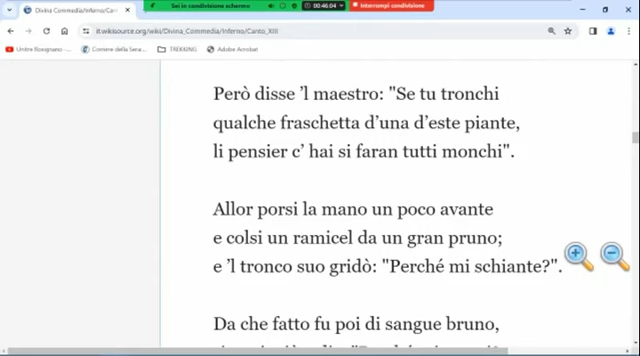 Divina Commedia/Inferno/Can
Sei in condivisione schermo
00:46:04
Interrompi condivisione
it.wikisource.org/wiki/Divina_Commedia/Inferno/Canto_XIII
Unitre Rosignano -...
Corriere della Sera...
TREKKING
Adobe Acrobat
Però disse ’l maestro: "Se tu tronchi
qualche fraschetta d’una d’este piante,
li pensier c’ hai si faran tutti monchi".
Allor porsi la mano un poco avante
e colsi un ramicel da un gran pruno;
e ’l tronco suo gridò: "Perché mi schiante?".
Da che fatto fu poi di sangue bruno,